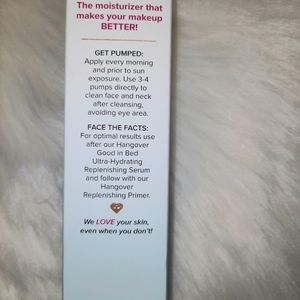 The moisturizer that
makes your makeup
BETTER!
GET PUMPED:
Apply every morning
and prior to sun
exposure. Use 3-4
pumps directly to
clean face and neck
after cleansing,
avoiding eye area.
FACE THE FACTS:
For optimal results use
after our Hangover
Good in Bed
Ultra-Hydrating
Replenishing Serum
and follow with our
Hangover
Replenishing Primer.
We LOVE your skin,
even when you don't!